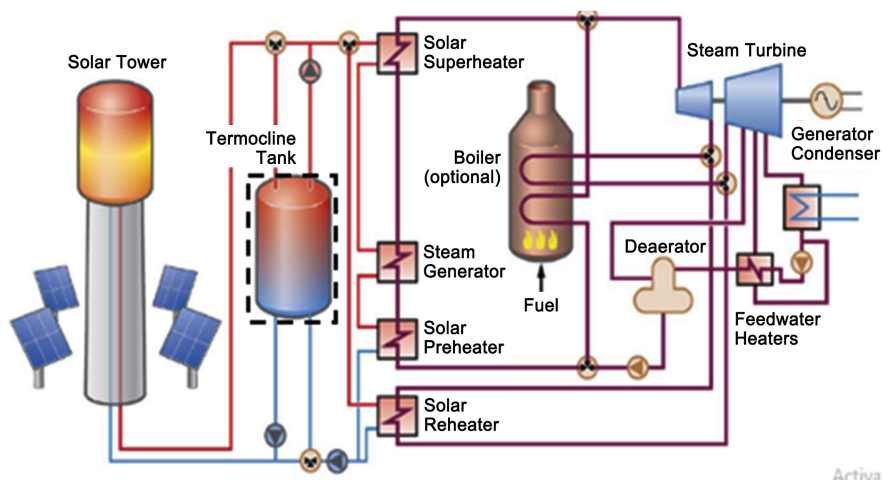 Solar Tower
Termocline
Tank
Solar
Superheater
Steam Turbine
Boiler
(optional)
Generator
Condenser
Steam
Generator
Deaerator
Fuel
Feedwater
Heaters
Solar
Preheater
Solar
Reheater
Activa